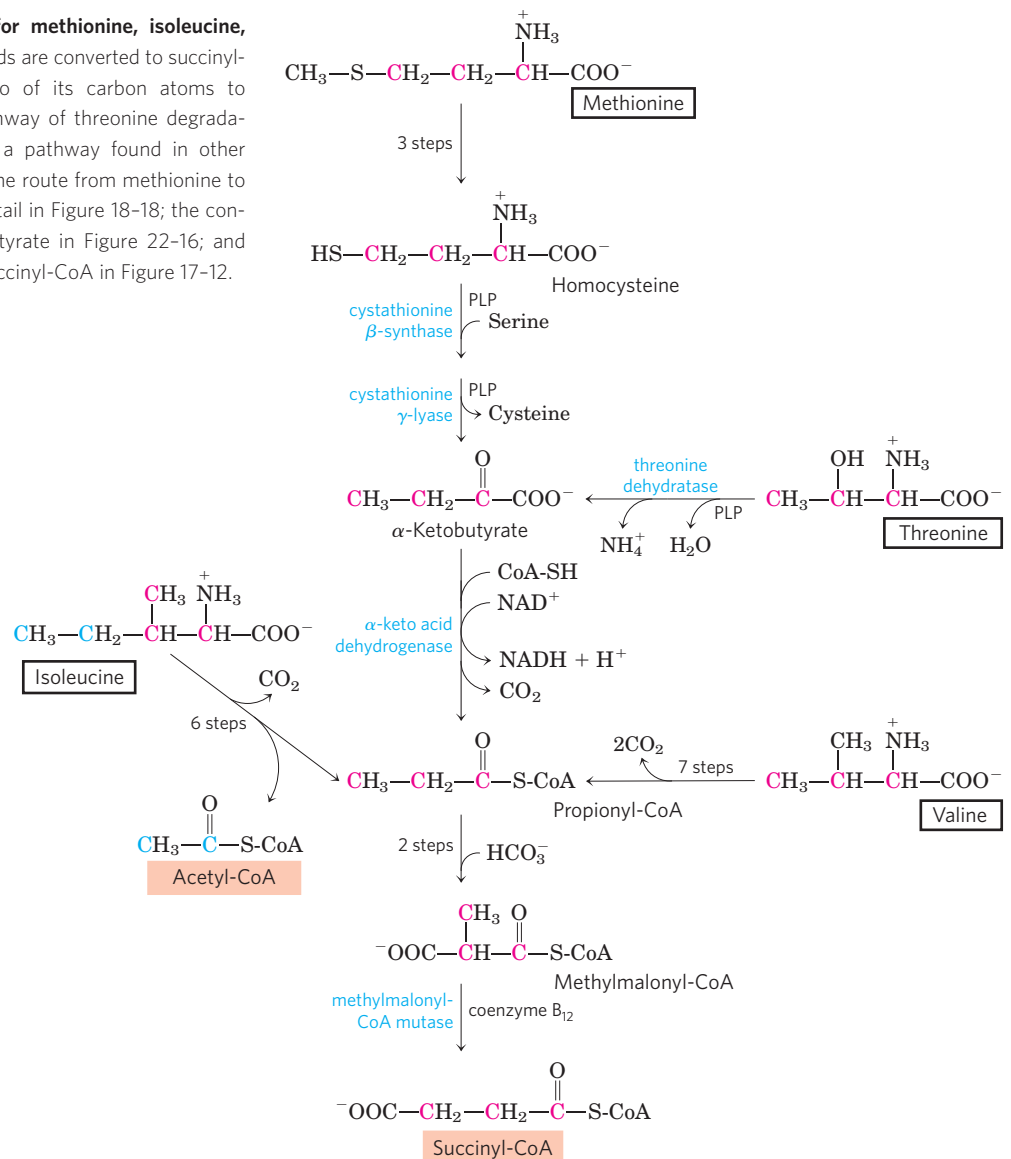 for methionine, isoleucine,
ds are converted to succinyl-
o of its carbon atoms to
hway of threonine degrada-
a pathway found in other
he route from methionine to
tail in Figure 18–18; the con-
tyrate in Figure 22–16; and
ccinyl-CoA in Figure 17–12.
+
NH₃
CH₃—S—CH₂—CH₂—CH—COO⁻
Methionine
3 steps
+
NH₃
HS—CH₂—CH₂—CH—COO⁻
Homocysteine
cystathionine
β-synthase
PLP
Serine
cystathionine
γ-lyase
PLP
Cysteine
O
CH₃—CH₂—C—COO⁻
α-Ketobutyrate
threonine
dehydratase
PLP
NH₄⁺ H₂O
+
OH NH₃
CH₃—CH—CH—COO⁻
Threonine
CoA-SH
NAD⁺
α-keto acid
dehydrogenase
NADH + H⁺
CO₂
+
CH₃ NH₃
CH₃—CH₂—CH—CH—COO⁻
Isoleucine
CO₂
6 steps
O
CH₃—C—S-CoA
Acetyl-CoA
O
CH₃—CH₂—C—S-CoA
Propionyl-CoA
2CO₂
7 steps
+
CH₃ NH₃
CH₃—CH—CH—COO⁻
Valine
2 steps
HCO₃⁻
CH₃ O
⁻OOC—CH—C—S-CoA
Methylmalonyl-CoA
methylmalonyl-
CoA mutase
coenzyme B₁₂
O
⁻OOC—CH₂—CH₂—C—S-CoA
Succinyl-CoA